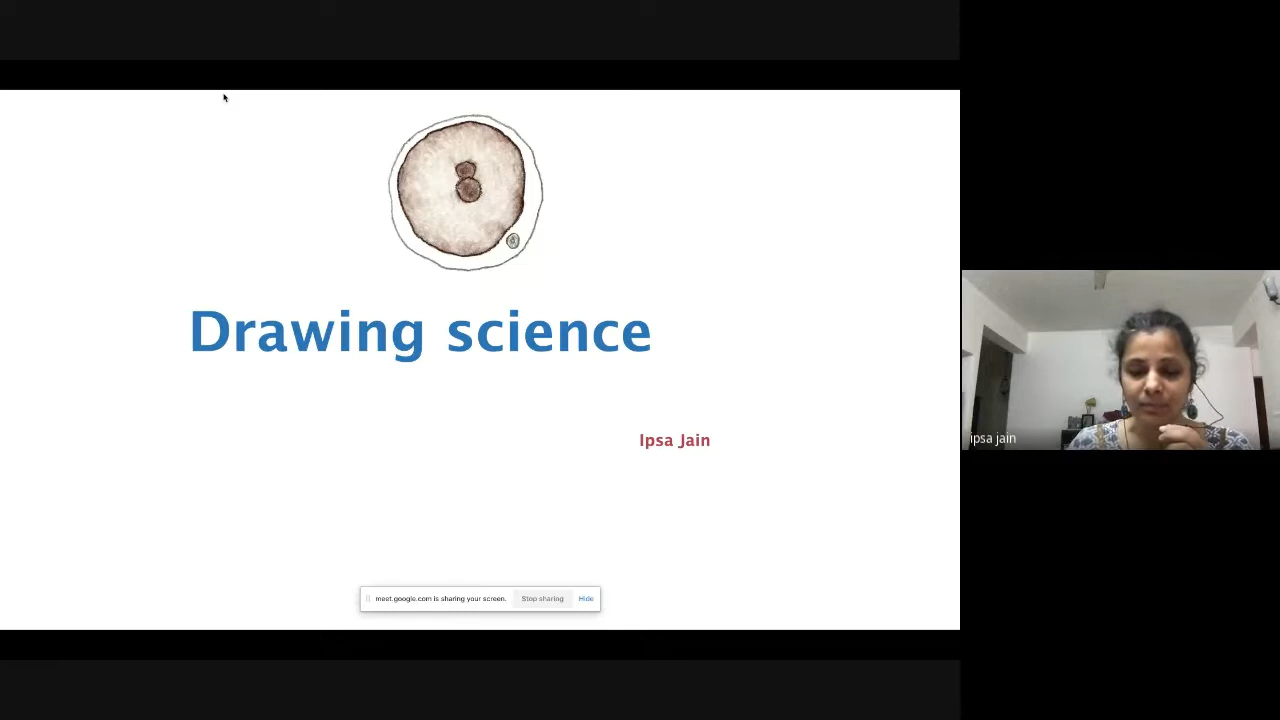 Drawing science
Ipsa Jain
ipsa jain
meet.google.com is sharing your screen. Stop sharing Hide